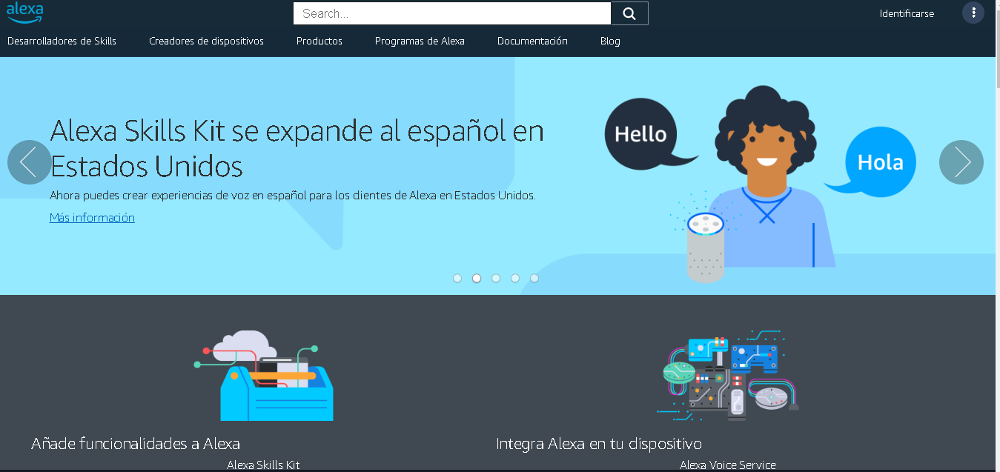 alexa
Search...
Identificarse
Desarrolladores de Skills
Creadores de dispositivos
Productos
Programas de Alexa
Documentación
Blog
Alexa Skills Kit se expande al español en
Estados Unidos
Ahora puedes crear experiencias de voz en español para los clientes de Alexa en Estados Unidos.
Más información
Hello
Hola
Añade funcionalidades a Alexa
Alexa Skills Kit
Integra Alexa en tu dispositivo
Alexa Voice Service